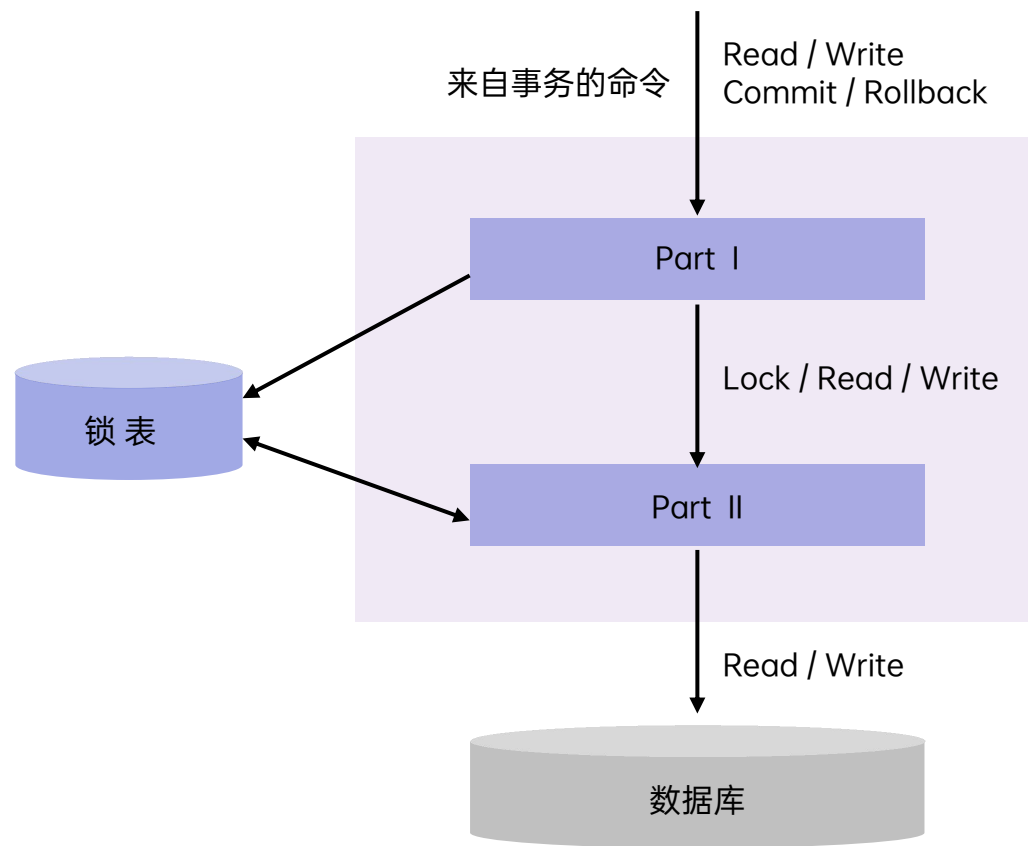 来自事务的命令
Read / Write
Commit / Rollback
Part I
Lock / Read / Write
锁 表
Part II
Read / Write
数据库